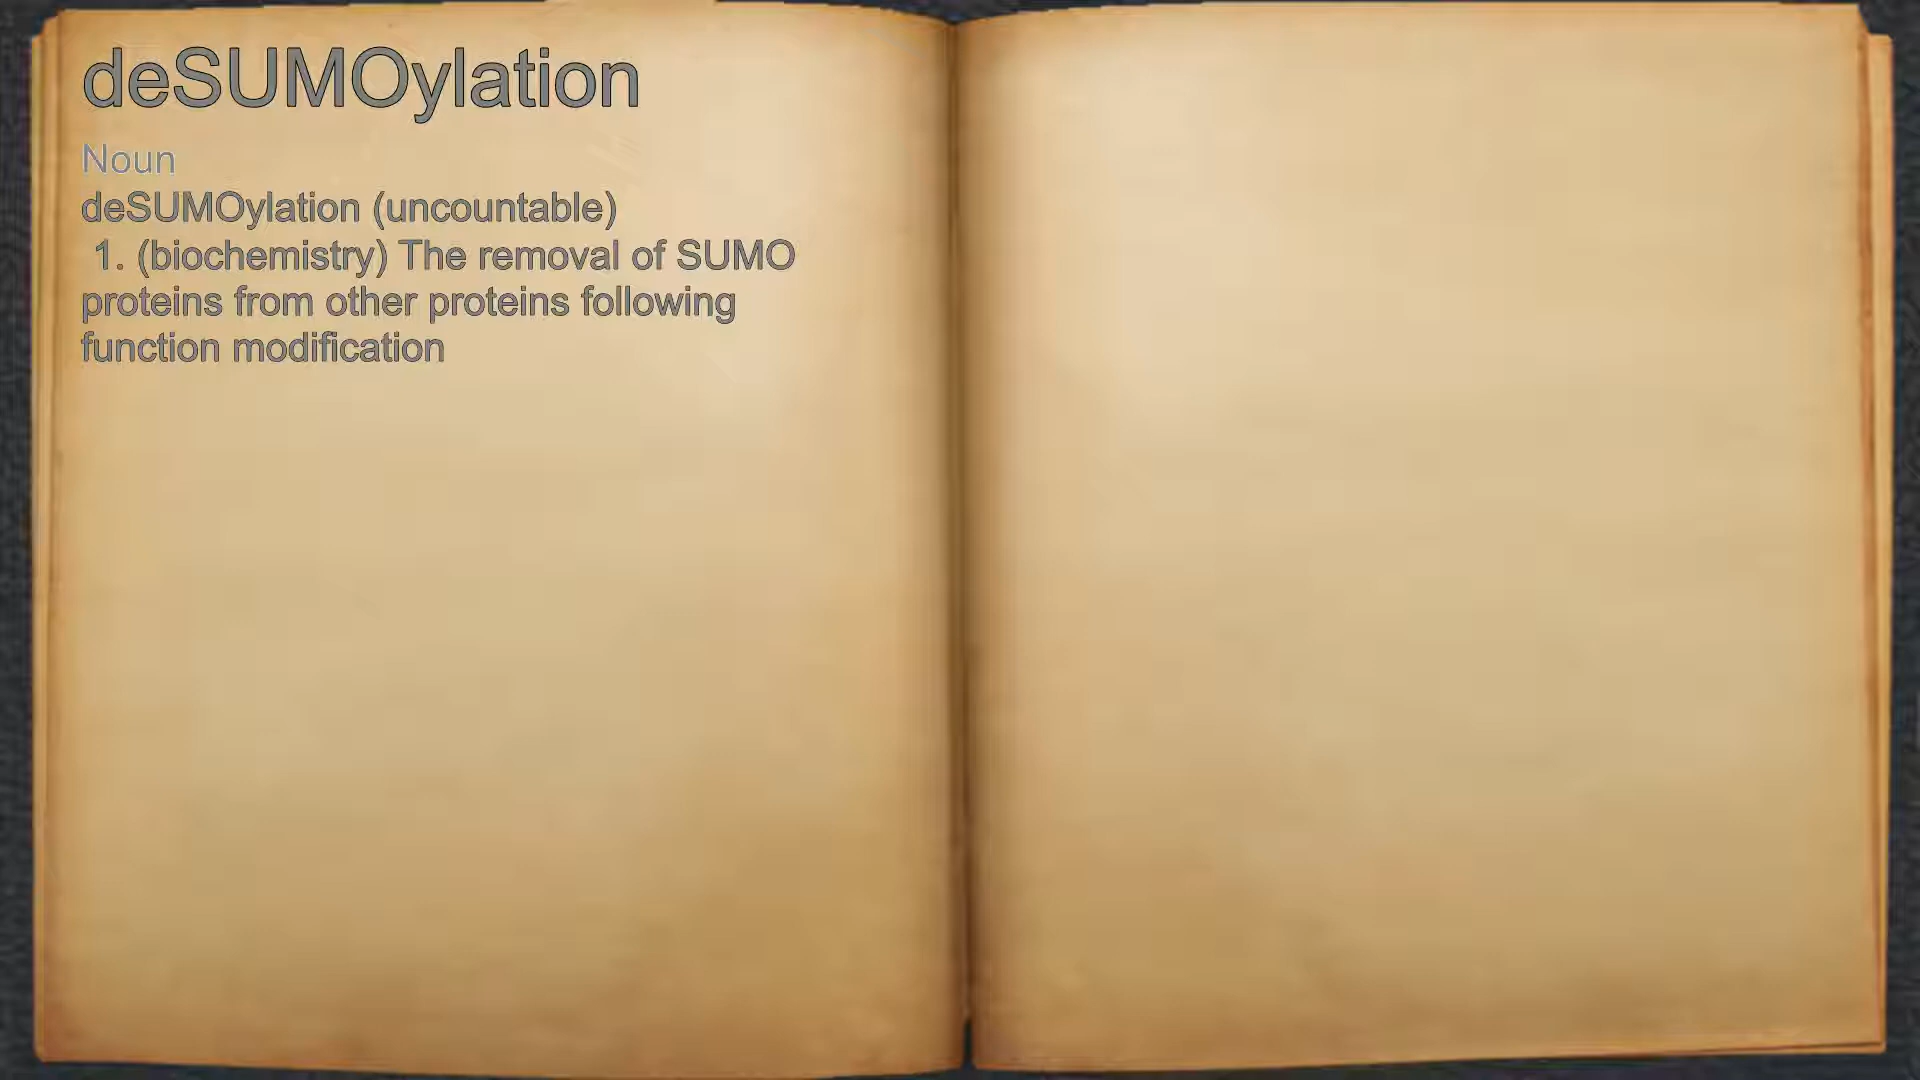 deSUMOylation
Noun
deSUMOylation (uncountable)
1. (biochemistry) The removal of SUMO
proteins from other proteins following
function modification